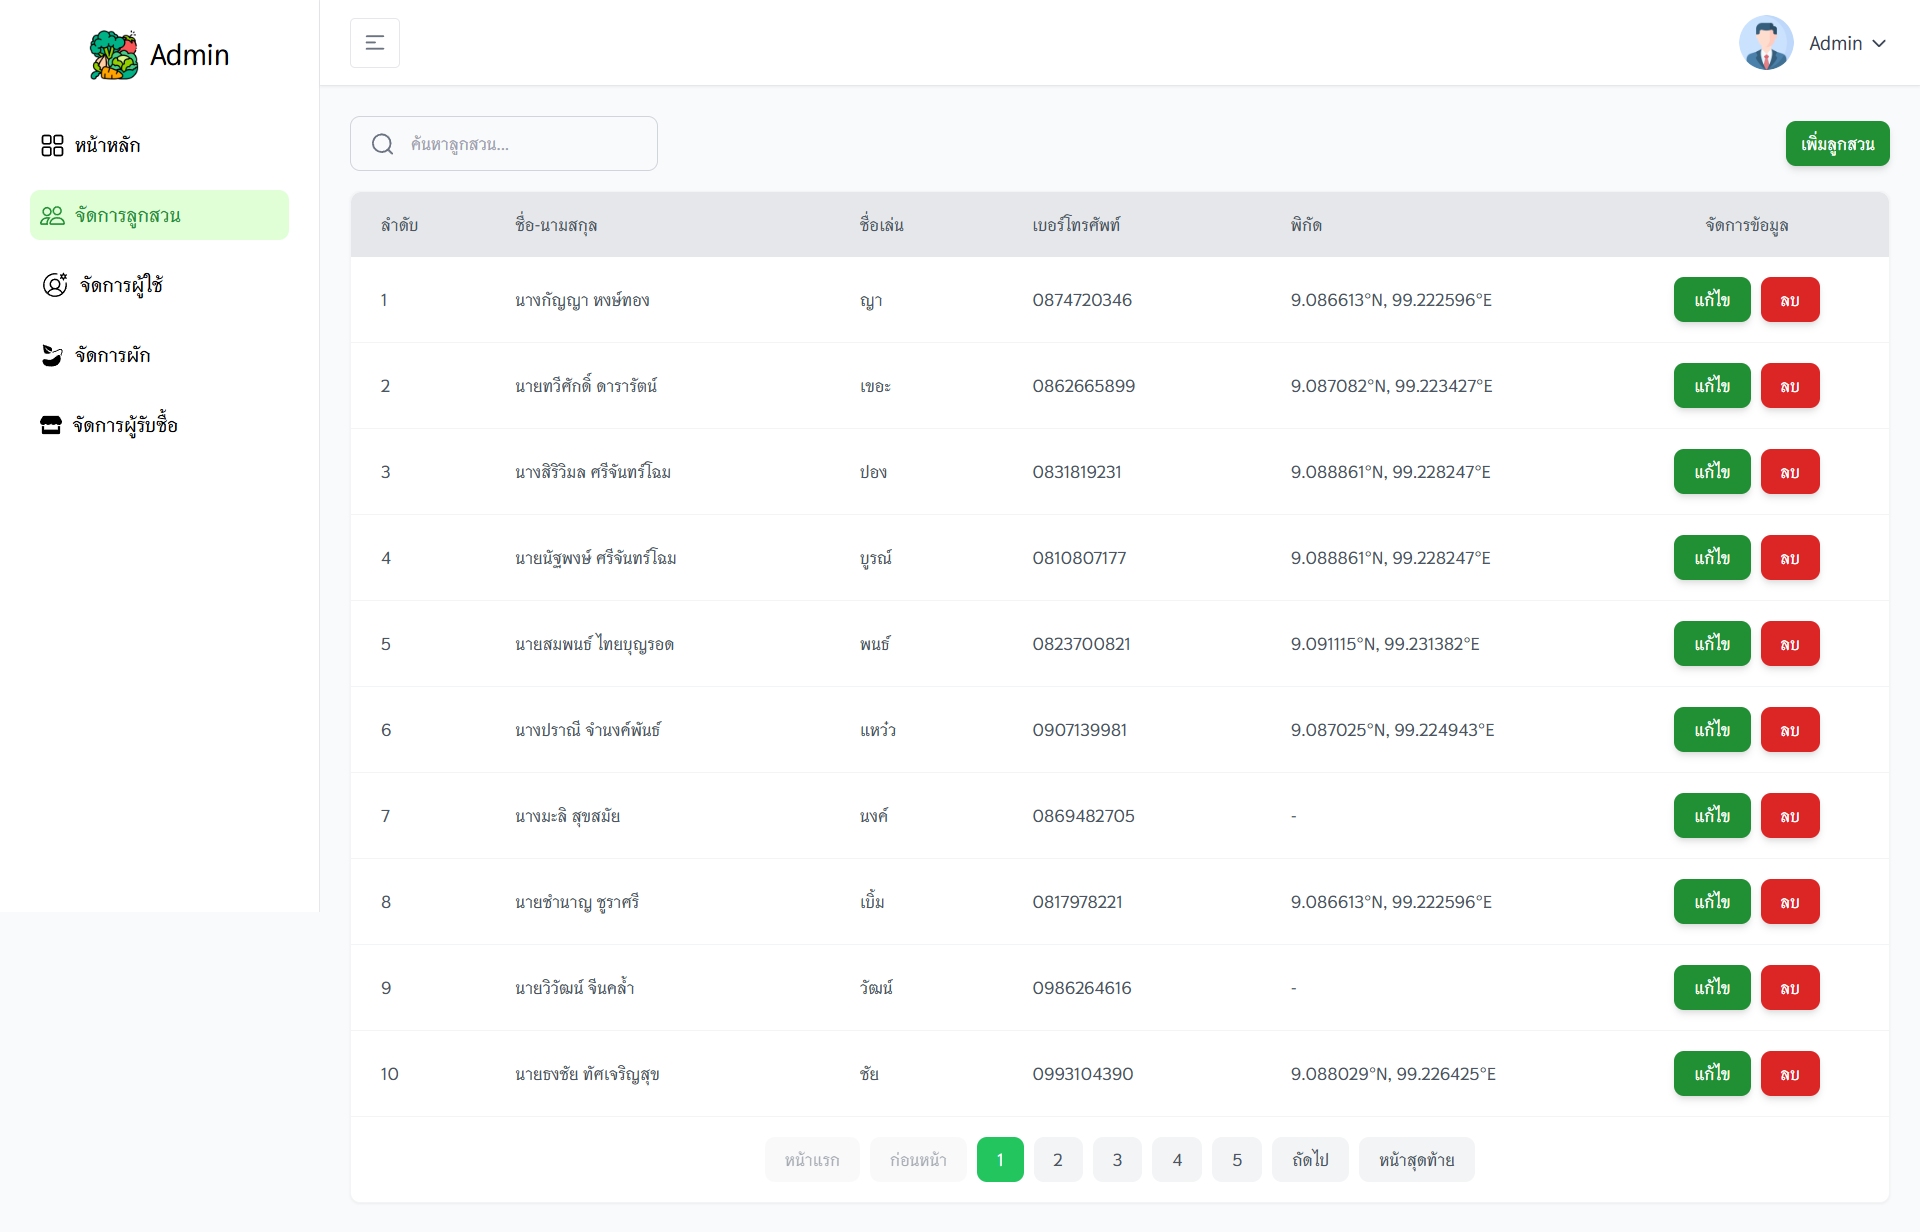 Admin
หน้าหลัก
จัดการลูกสวน
จัดการผู้ใช้
จัดการผัก
จัดการผู้รับซื้อ
Admin
ค้นหาลูกสวน...
เพิ่มลูกสวน
ลำดับ ชื่อ-นามสกุล ชื่อเล่น เบอร์โทรศัพท์ พิกัด จัดการข้อมูล
1 นางกัญญา หงษ์ทอง ญา 0874720346 9.086613°N, 99.222596°E แก้ไข ลบ
2 นายทวีศักดิ์ ดารารัตน์ เขอะ 0862665899 9.087082°N, 99.223427°E แก้ไข ลบ
3 นางสิริวิมล ศรีจันทร์โฉม ปอง 0831819231 9.088861°N, 99.228247°E แก้ไข ลบ
4 นายนัฐพงษ์ ศรีจันทร์โฉม บูรณ์ 0810807177 9.088861°N, 99.228247°E แก้ไข ลบ
5 นายสมพนธ์ ไทยบุญรอด พนธ์ 0823700821 9.091115°N, 99.231382°E แก้ไข ลบ
6 นางปราณี จำนงค์พันธ์ แหว๋ว 0907139981 9.087025°N, 99.224943°E แก้ไข ลบ
7 นางมะลิ สุขสมัย นงค์ 0869482705 - แก้ไข ลบ
8 นายชำนาญ ชูราศรี เบิ้ม 0817978221 9.086613°N, 99.222596°E แก้ไข ลบ
9 นายวิวัฒน์ จีนคล้ำ วัฒน์ 0986264616 - แก้ไข ลบ
10 นายธงชัย ทัศเจริญสุข ชัย 0993104390 9.088029°N, 99.226425°E แก้ไข ลบ
หน้าแรก ก่อนหน้า 1 2 3 4 5 ถัดไป หน้าสุดท้าย